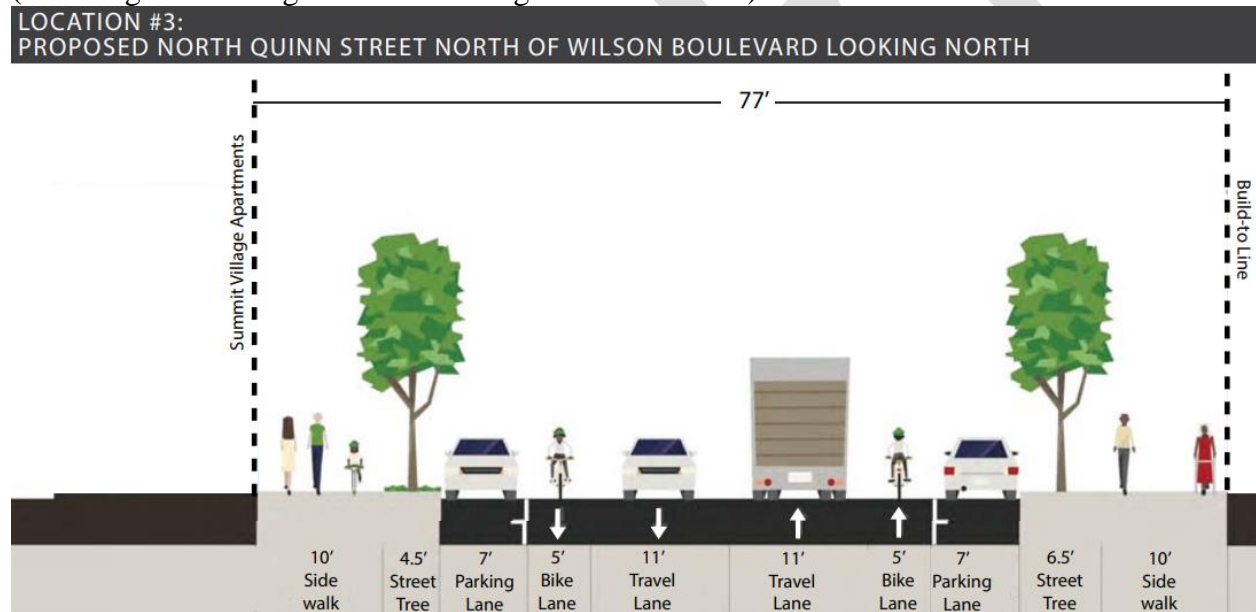 LOCATION #3:
PROPOSED NORTH QUINN STREET NORTH OF WILSON BOULEVARD LOOKING NORTH
77’
Summit Village Apartments
Build-to Line
10’
Side
walk
4.5’
Street
Tree
7’
Parking
Lane
5’
Bike
Lane
11’
Travel
Lane
11’
Travel
Lane
5’
Bike
Lane
7’
Parking
Lane
6.5’
Street
Tree
10’
Side
walk